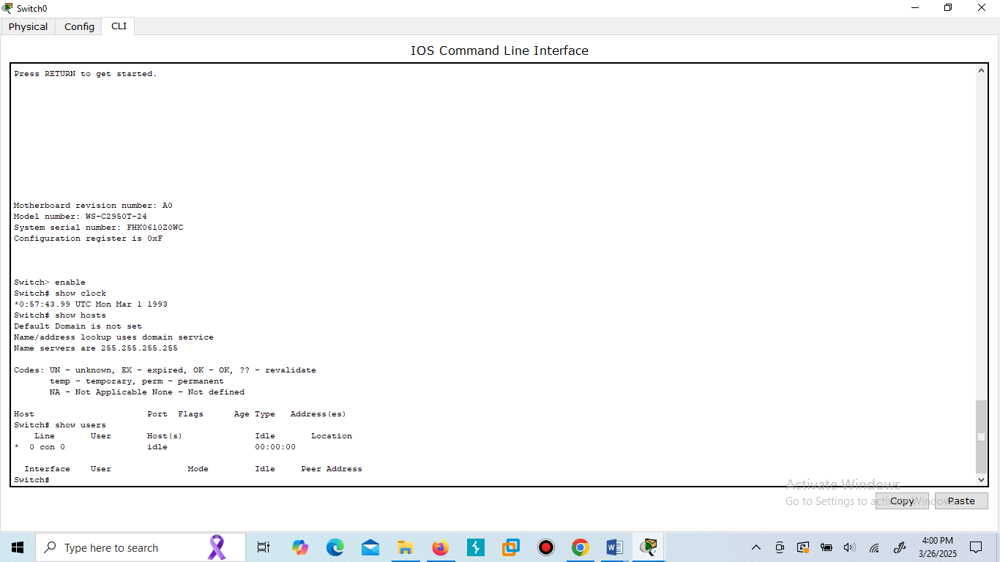 Switch0
Physical Config CLI
IOS Command Line Interface
Press RETURN to get started.
Motherboard revision number: A0
Model number: WS-C2950T-24
System serial number: FHK0610Z0WC
Configuration register is 0xF
Switch> enable
Switch# show clock
*0:57:43.99 UTC Mon Mar 1 1993
Switch# show hosts
Default Domain is not set
Name/address lookup uses domain service
Name servers are 255.255.255.255
Codes: UN - unknown, EX - expired, OK - OK, ?? - revalidate
temp - temporary, perm - permanent
NA - Not Applicable None - Not defined
Host Port Flags Age Type Address(es)
Switch# show users
Line User Host(s) Idle Location
* 0 con 0 idle 00:00:00
Interface User Mode Idle Peer Address
Switch#
Activate Windows
Go to Settings to activate Windows.
Copy Paste
Type here to search
4:00 PM
3/26/2025